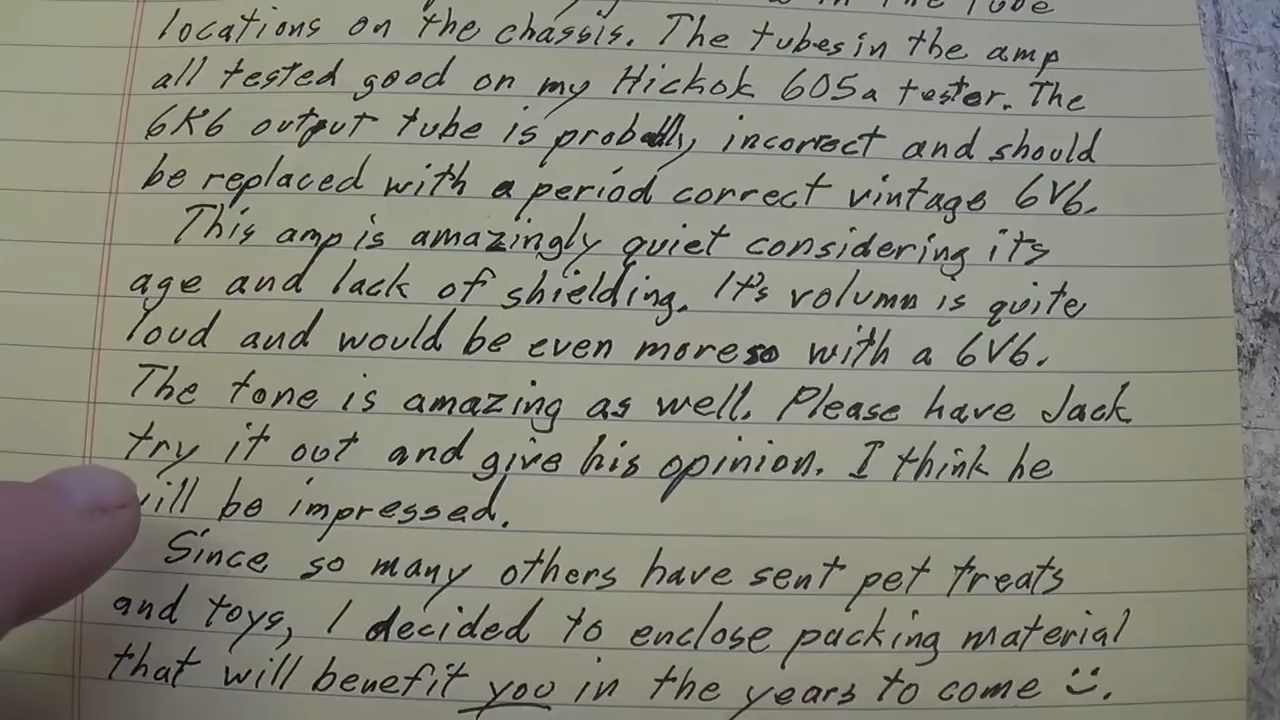 in the Tube
locations on the chassis. The tubes in the amp
all tested good on my Hickok 605a tester. The
6K6 output tube is probably incorrect and should
be replaced with a period correct vintage 6V6.
This amp is amazingly quiet considering its
age and lack of shielding. It's volumn is quite
loud and would be even more so with a 6V6.
The tone is amazing as well. Please have Jack
try it out and give his opinion. I think he
will be impressed.
Since so many others have sent pet treats
and toys, I decided to enclose packing material
that will benefit you in the years to come :-).